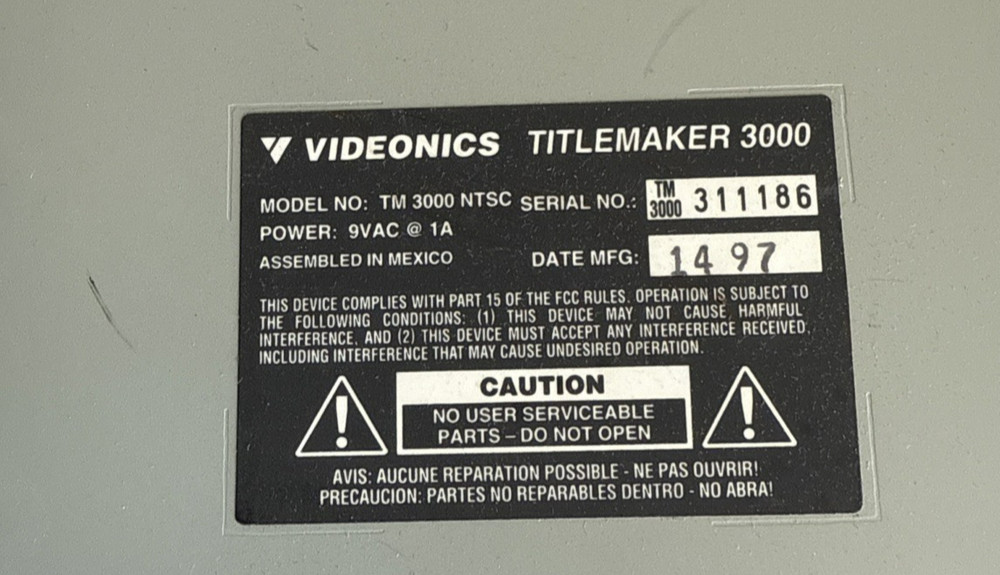 VIDEONICS TITLEMAKER 3000
MODEL NO: TM 3000 NTSC SERIAL NO.: TM 3000 311186
POWER: 9VAC @ 1A
ASSEMBLED IN MEXICO DATE MFG: 14 97
THIS DEVICE COMPLIES WITH PART 15 OF THE FCC RULES. OPERATION IS SUBJECT TO
THE FOLLOWING CONDITIONS: (1) THIS DEVICE MAY NOT CAUSE HARMFUL
INTERFERENCE, AND (2) THIS DEVICE MUST ACCEPT ANY INTERFERENCE RECEIVED,
INCLUDING INTERFERENCE THAT MAY CAUSE UNDESIRED OPERATION.
CAUTION
NO USER SERVICEABLE
PARTS – DO NOT OPEN
AVIS: AUCUNE REPARATION POSSIBLE - NE PAS OUVRIR!
PRECAUCION: PARTES NO REPARABLES DENTRO - NO ABRA!